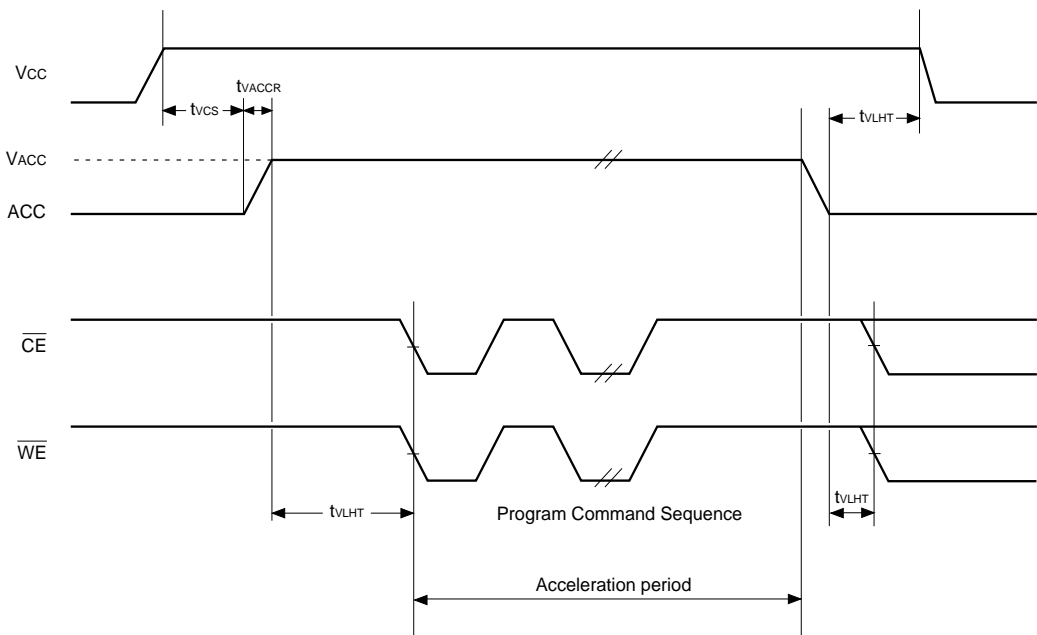 VCC
tVACCR
tVCS
tVLHT
VACC
ACC
CE
WE
tVLHT
Program Command Sequence
tVLHT
Acceleration period